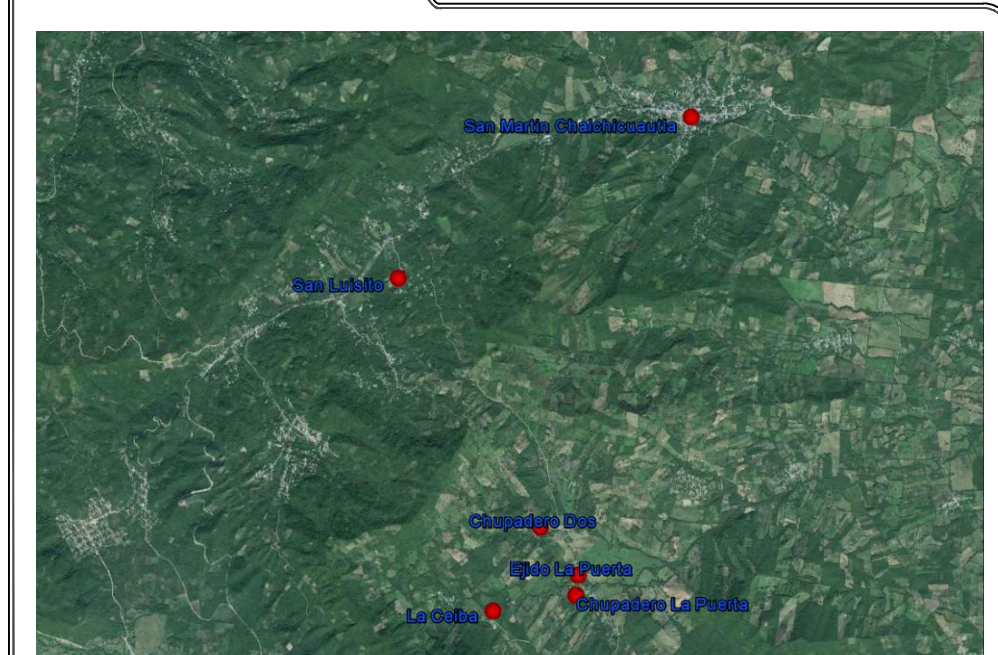 San Martin Chalchicuautla
San Luisito
Chupadero Dos
Ejido La Puerta
Chupadero La Puerta
La Ceiba